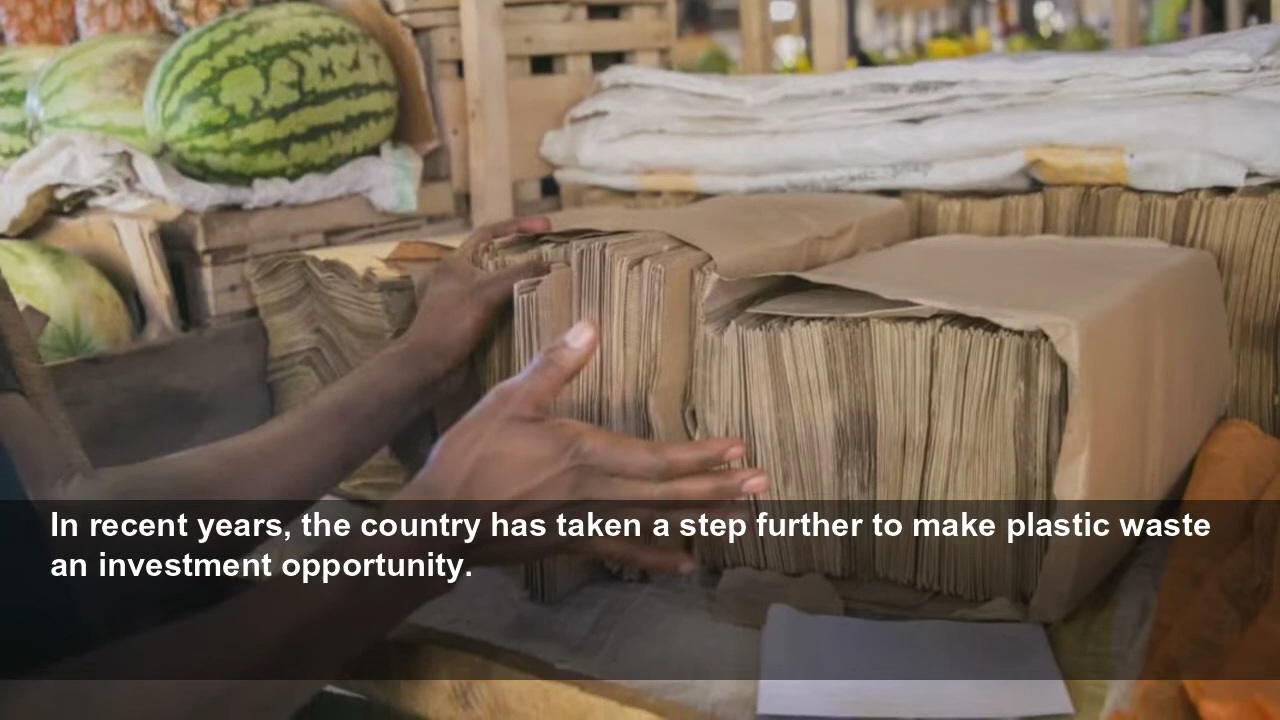 In recent years, the country has taken a step further to make plastic waste
an investment opportunity.